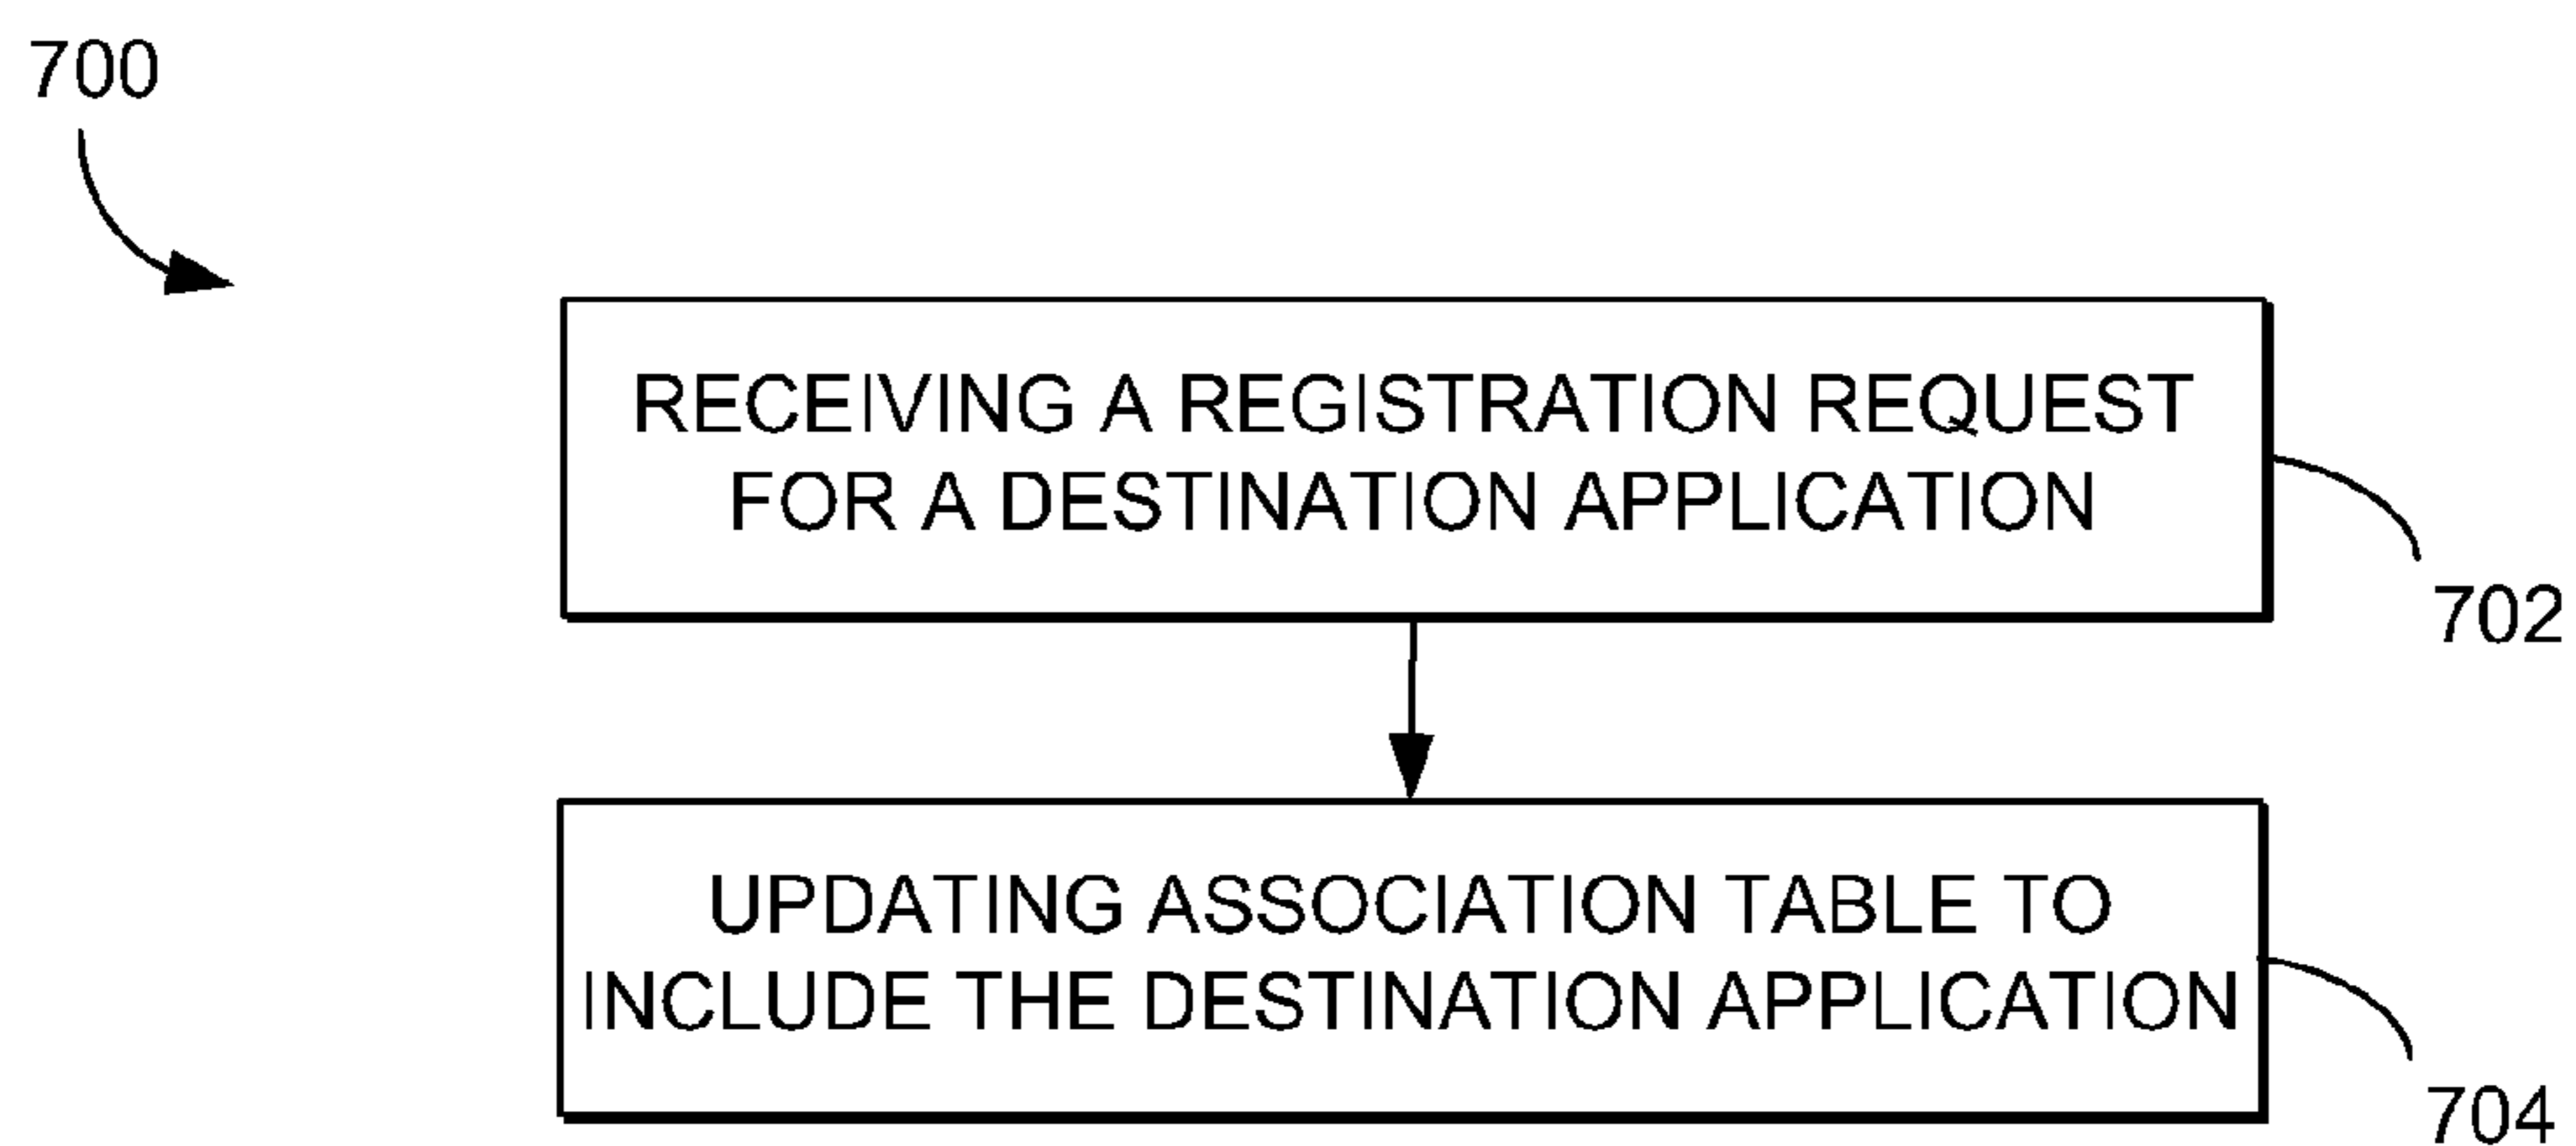 700
RECEIVING A REGISTRATION REQUEST
FOR A DESTINATION APPLICATION
702
UPDATING ASSOCIATION TABLE TO
INCLUDE THE DESTINATION APPLICATION
704